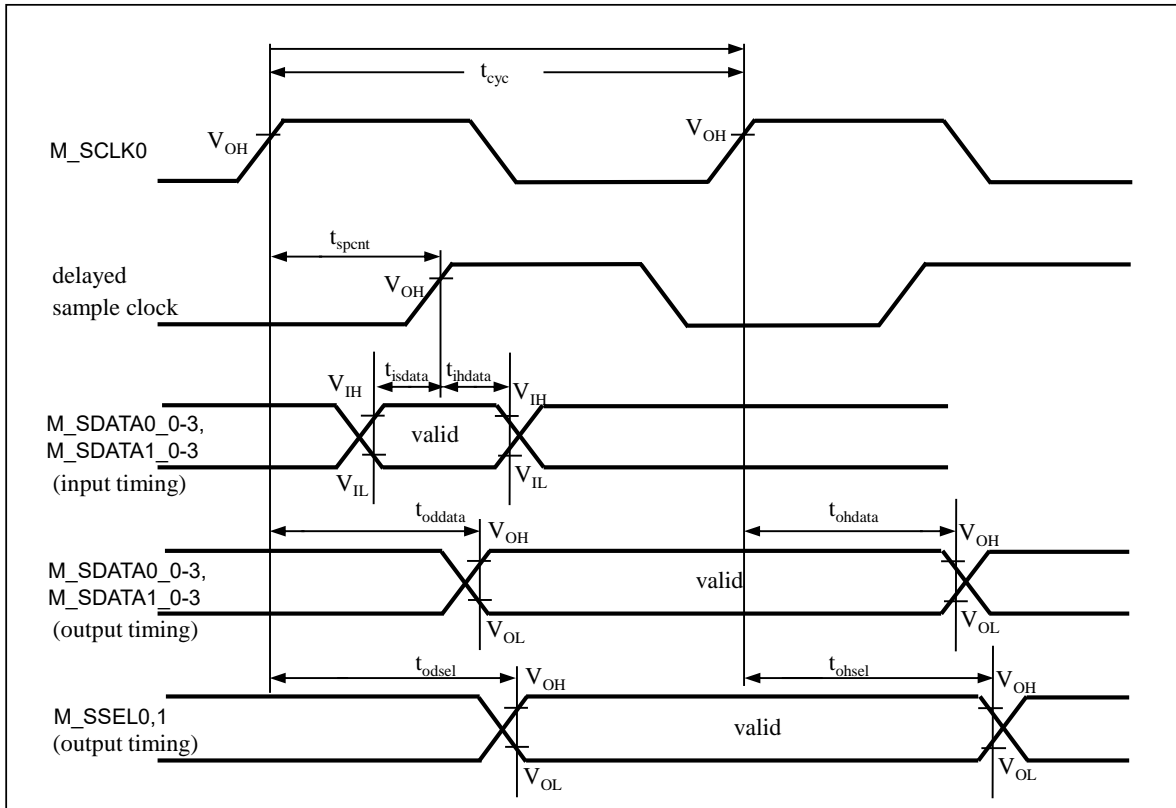 t_cyc
V_OH
V_OH
M_SCLK0
t_spcnt
delayed
sample clock
V_OH
t_isdata
t_ihdata
V_IH
V_IH
M_SDATA0_0-3,
M_SDATA1_0-3
(input timing)
valid
V_IL
V_IL
t_oddata
t_ohdata
V_OH
V_OH
M_SDATA0_0-3,
M_SDATA1_0-3
(output timing)
valid
V_OL
V_OL
t_odsel
t_ohsel
V_OH
V_OH
M_SSEL0,1
(output timing)
valid
V_OL
V_OL